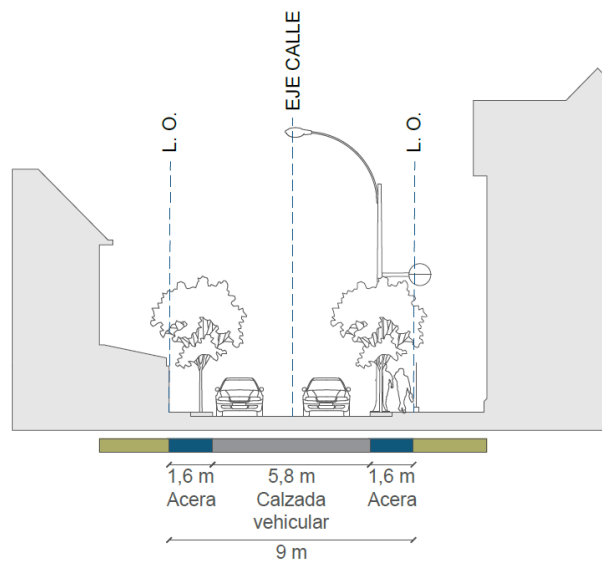 L. O.
EJE CALLE
L. O.
1,6 m
Acera
5,8 m
Calzada
vehicular
1,6 m
Acera
9 m